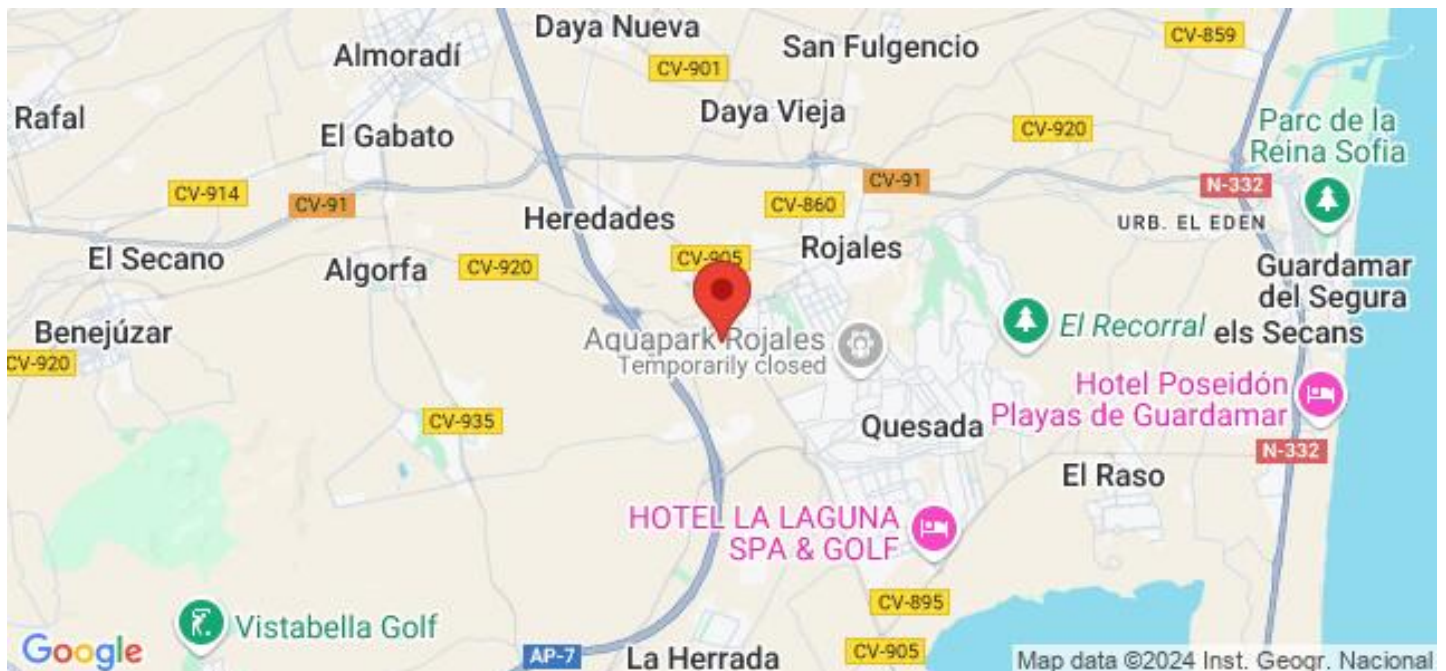 Daya Nueva
CV-859
Almoradí
San Fulgencio
CV-901
Rafal
Daya Vieja
Parc de la
Reina Sofia
El Gabato
CV-920
CV-914
CV-91
CV-91
N-332
CV-860
Heredades
URB. EL EDEN
Rojales
El Secano
Algorfa
CV-920
CV-905
Guardamar
del Segura
Benejúzar
Aquapark Rojales
Temporarily closed
El Recorral
els Secans
CV-920
Hotel Poseidón
Playas de Guardamar
CV-935
Quesada
N-332
El Raso
HOTEL LA LAGUNA
SPA & GOLF
CV-895
Vistabella Golf
Google
AP-7
La Herrada
CV-905
Map data ©2024 Inst. Geogr. Nacional